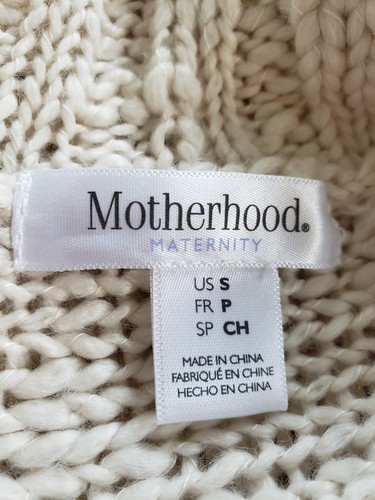 Motherhood®
MATERNITY
US S
FR P
SP CH
MADE IN CHINA
FABRIQUÉ EN CHINE
HECHO EN CHINA